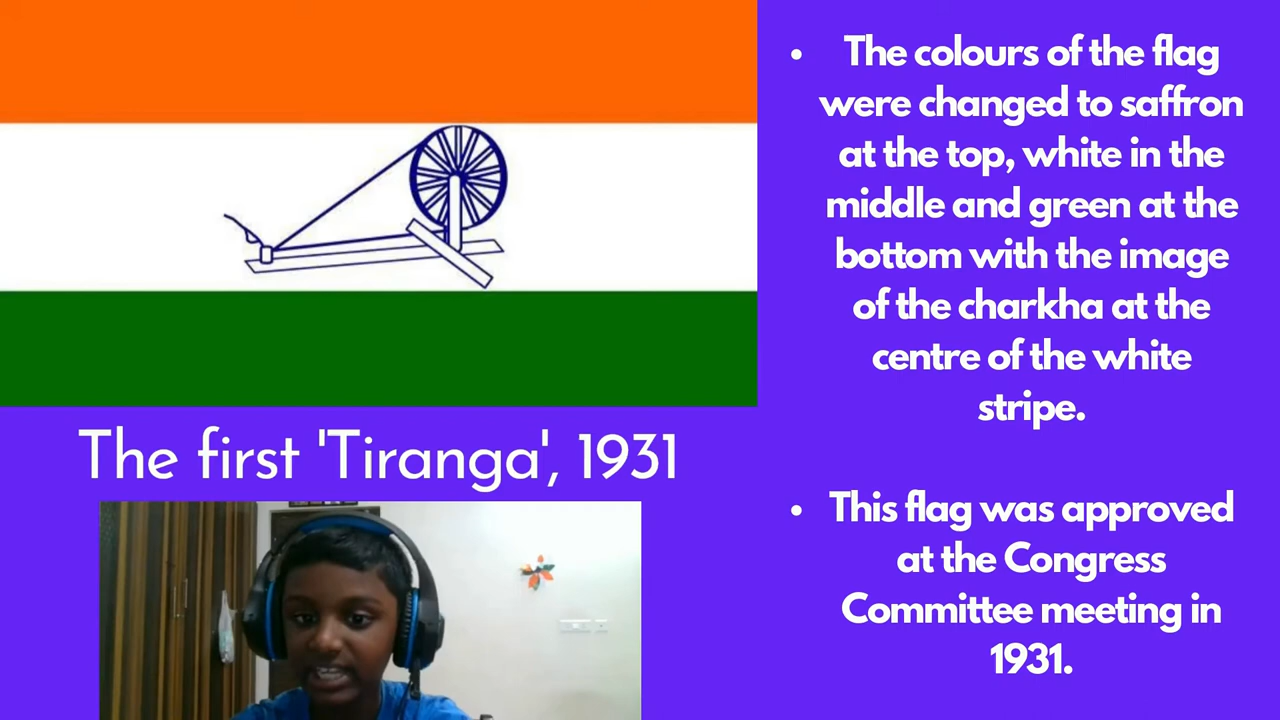 The first 'Tiranga', 1931
• The colours of the flag
were changed to saffron
at the top, white in the
middle and green at the
bottom with the image
of the charkha at the
centre of the white
stripe.
• This flag was approved
at the Congress
Committee meeting in
1931.